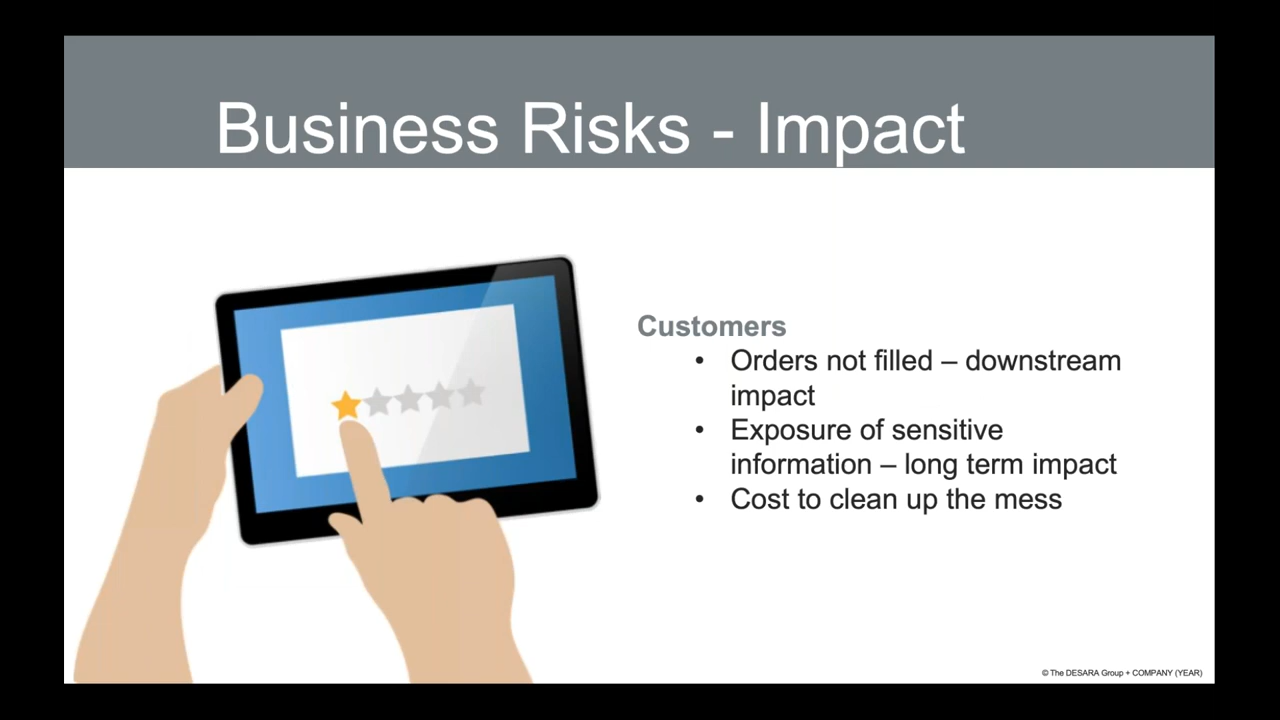 Business Risks - Impact
Customers
• Orders not filled – downstream
impact
• Exposure of sensitive
information – long term impact
• Cost to clean up the mess
© The DESARA Group + COMPANY (YEAR)